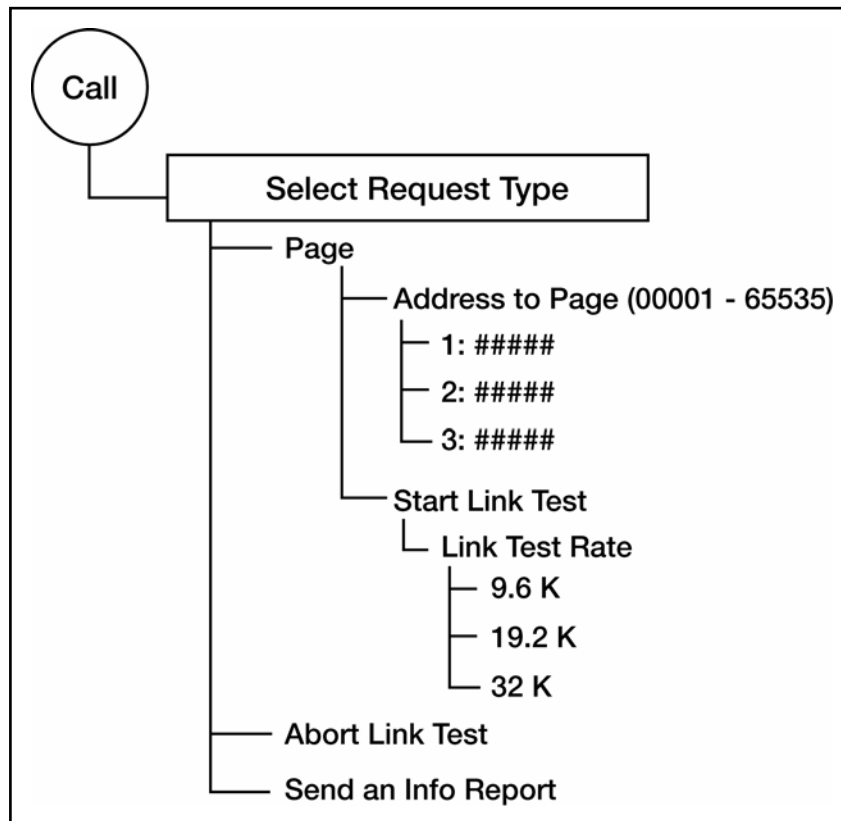 Call
Select Request Type
Page
Address to Page (00001 - 65535)
1: #####
2: #####
3: #####
Start Link Test
Link Test Rate
9.6 K
19.2 K
32 K
Abort Link Test
Send an Info Report